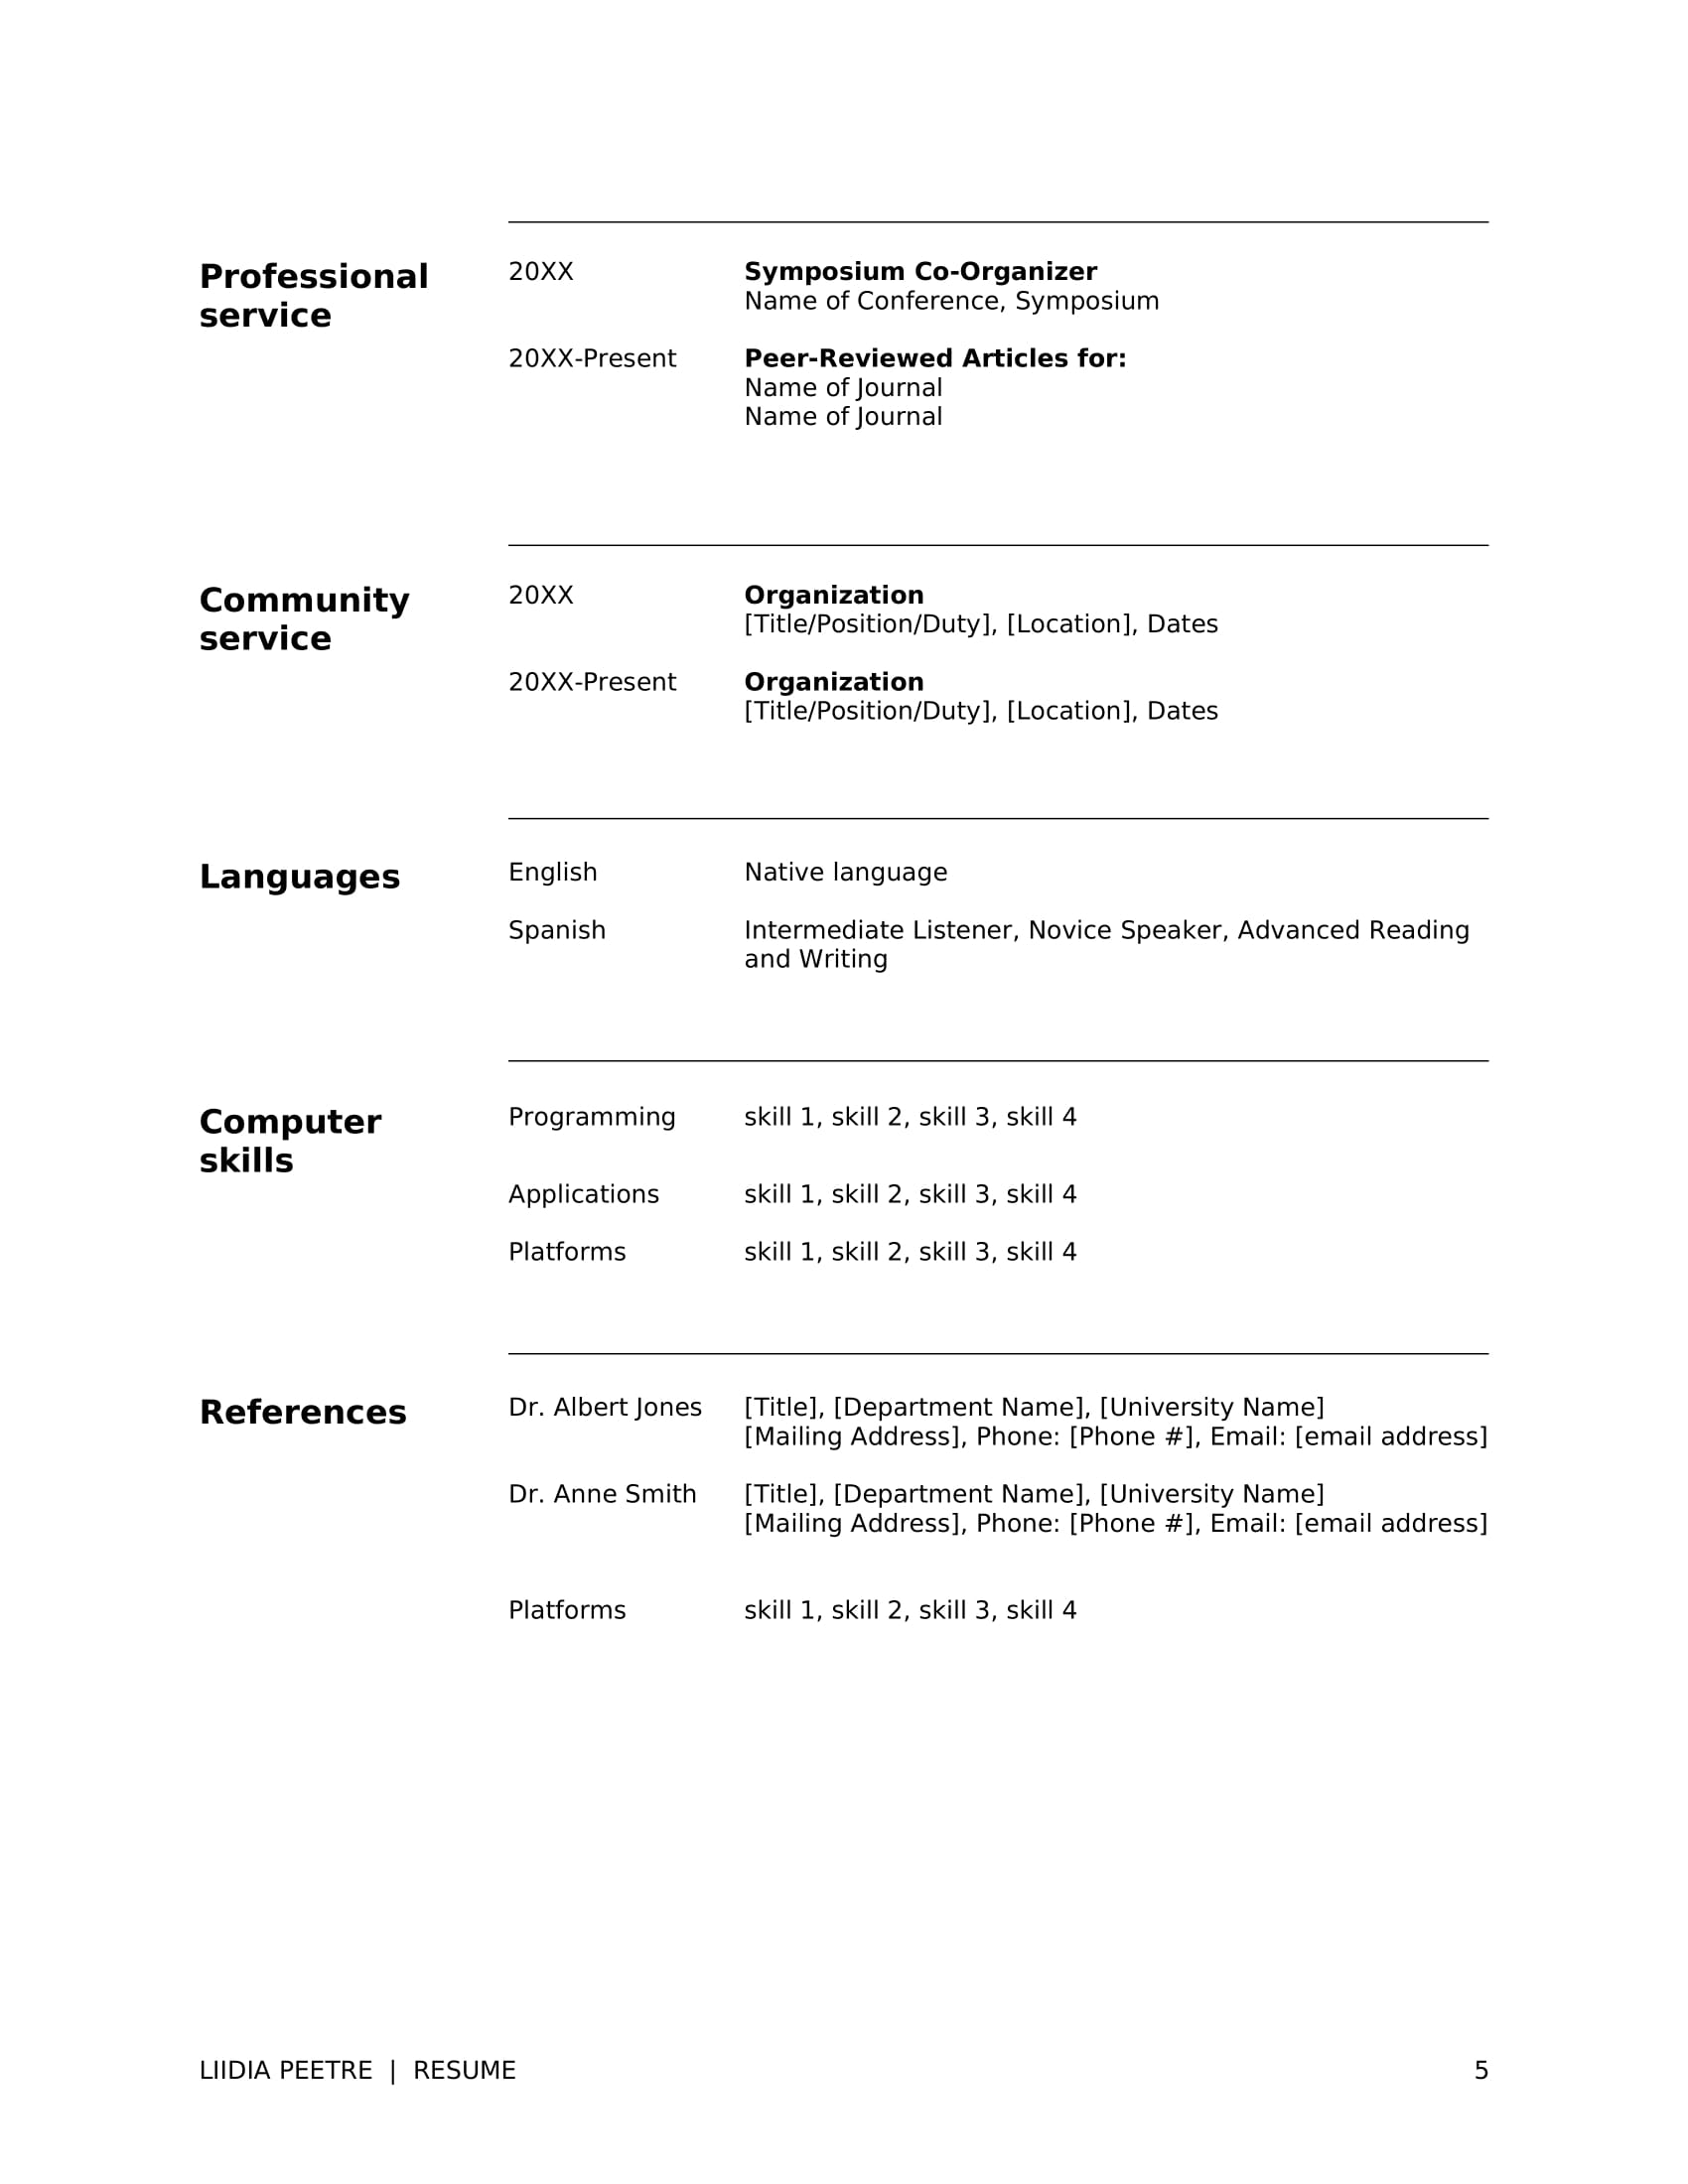 Professional
service
20XX
Symposium Co-Organizer
Name of Conference, Symposium
20XX-Present
Peer-Reviewed Articles for:
Name of Journal
Name of Journal
Community
service
20XX
Organization
[Title/Position/Duty], [Location], Dates
20XX-Present
Organization
[Title/Position/Duty], [Location], Dates
Languages
English
Native language
Spanish
Intermediate Listener, Novice Speaker, Advanced Reading
and Writing
Computer
skills
Programming
skill 1, skill 2, skill 3, skill 4
Applications
skill 1, skill 2, skill 3, skill 4
Platforms
skill 1, skill 2, skill 3, skill 4
References
Dr. Albert Jones
[Title], [Department Name], [University Name]
[Mailing Address], Phone: [Phone #], Email: [email address]
Dr. Anne Smith
[Title], [Department Name], [University Name]
[Mailing Address], Phone: [Phone #], Email: [email address]
Platforms
skill 1, skill 2, skill 3, skill 4
LIIDIA PEETRE | RESUME
5